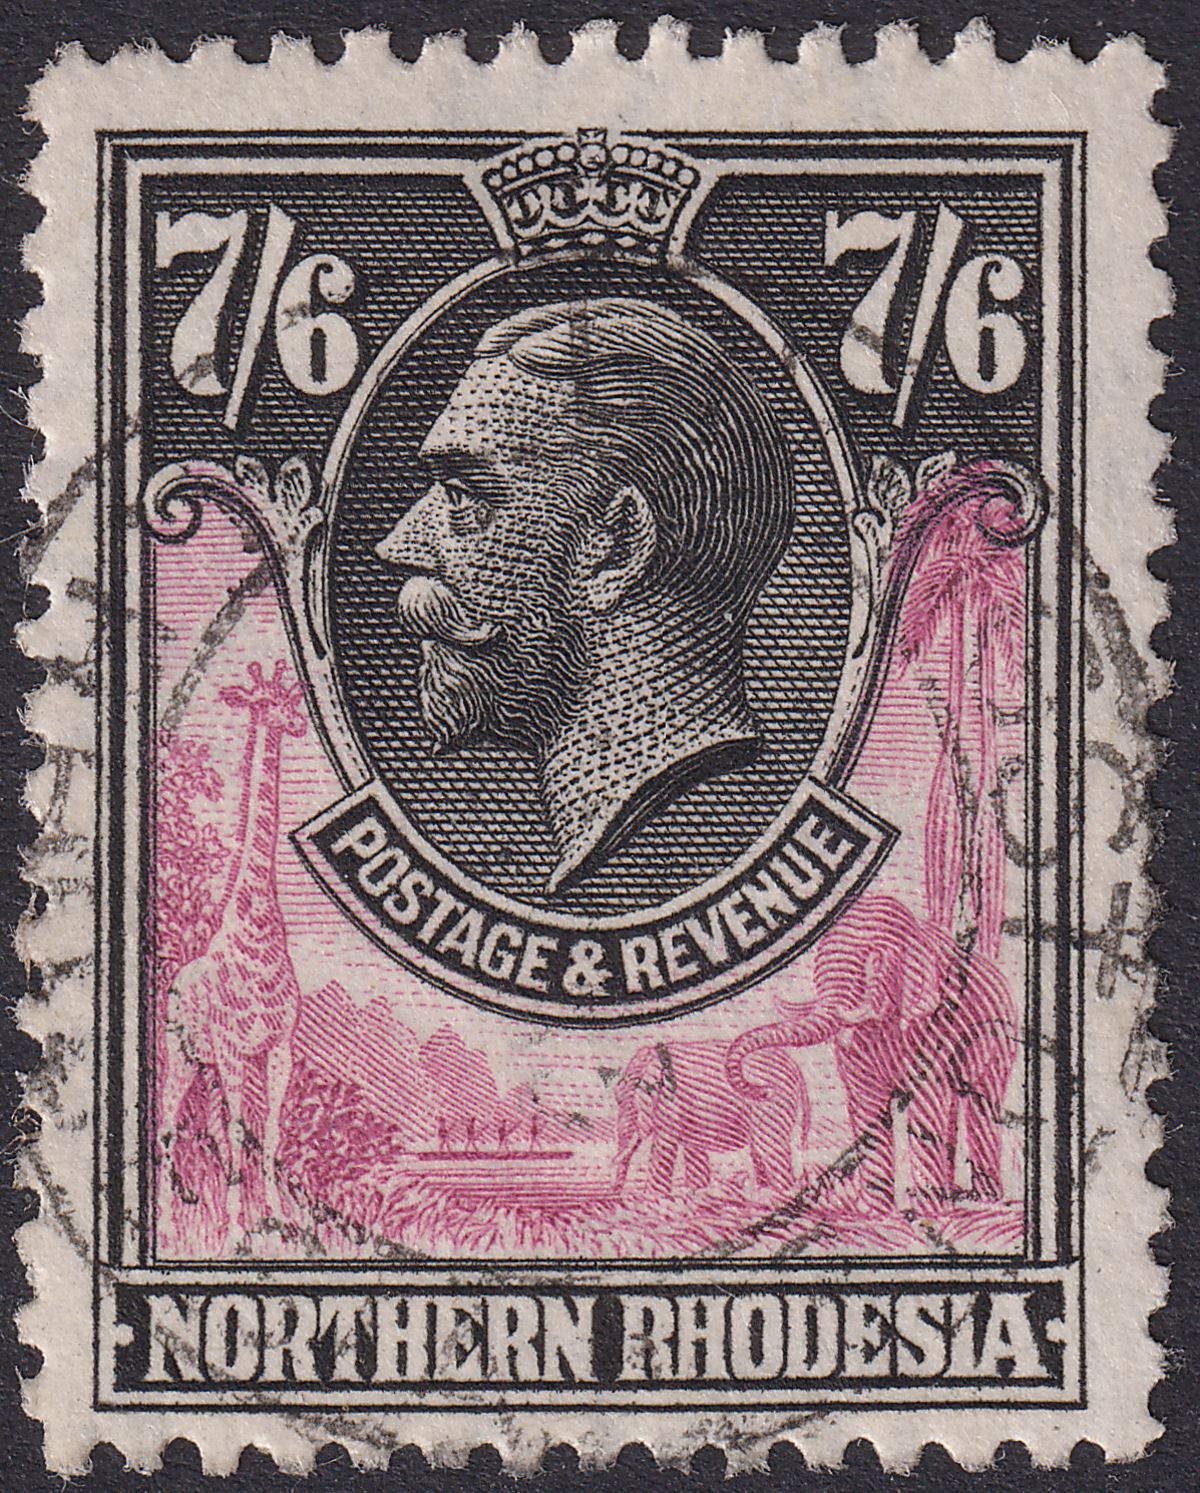 7/6 7/6
POSTAGE & REVENUE
NORTHERN RHODESIA